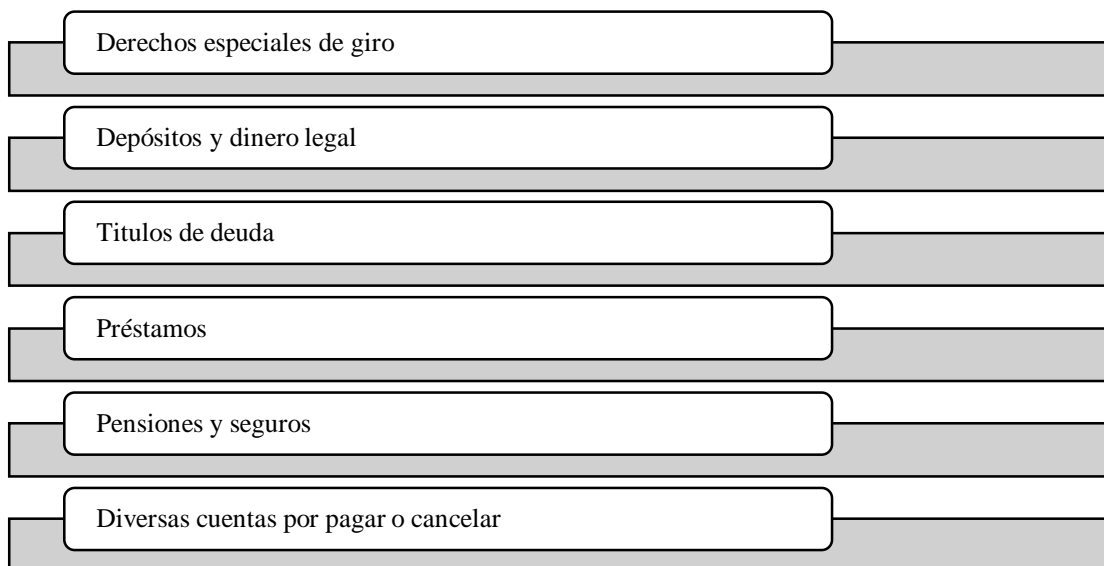 Derechos especiales de giro
Depósitos y dinero legal
Titulos de deuda
Préstamos
Pensiones y seguros
Diversas cuentas por pagar o cancelar